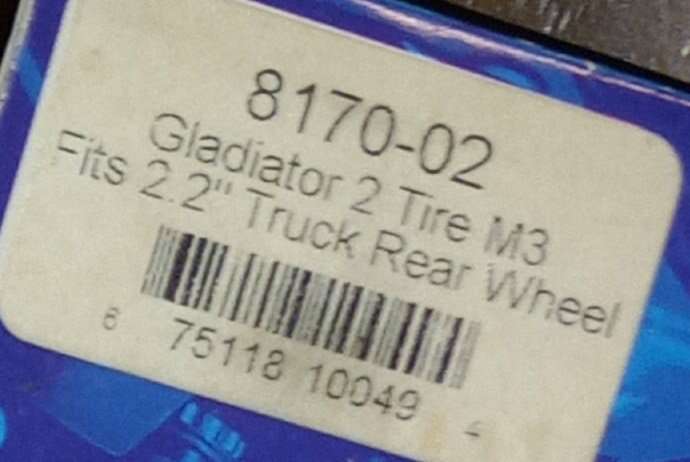 8170-02
Gladiator 2 Tire M3
Fits 2.2" Truck Rear Wheel
6 75118 10049 4